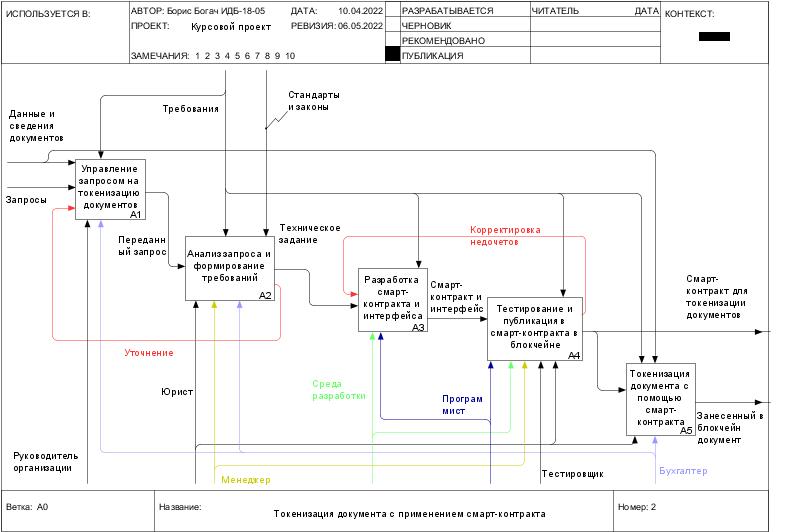 ИСПОЛЬЗУЕТСЯ В:
АВТОР: Борис Богач ИДБ-18-05
ДАТА: 10.04.2022
ПРОЕКТ: Курсовой проект
РЕВИЗИЯ: 06.05.2022
ЗАМЕЧАНИЯ: 1 2 3 4 5 6 7 8 9 10
РАЗРАБАТЫВАЕТСЯ
ЧЕРНОВИК
РЕКОМЕНДОВАНО
ПУБЛИКАЦИЯ
ЧИТАТЕЛЬ
ДАТА
КОНТЕКСТ:
Данные и
сведения
документов
Требования
Стандарты
и законы
Управление
запросом на
токенизацию
документов
A1
Запросы
Переданн
ый запрос
Анализ запроса и
формирование
требований
A2
Техническое
задание
Корректировка
недочетов
Разработка
смарт-
контракта и
интерфейса
A3
Смарт-
контракт и
интерфейс
Тестирование и
публикация в
смарт-контракта в
блокчейне
A4
Смарт-
контракт для
токенизации
документов
Токенизация
документа с
помощью
смарт-
контракта
A5
Занесенный в
блокчейн
документ
Уточнение
Юрист
Среда
разработки
Програм
мист
Руководитель
организации
Менеджер
Тестировщик
Бухгалтер
Ветка: A0
Название:
Токенизация документа с применением смарт-контракта
Номер: 2